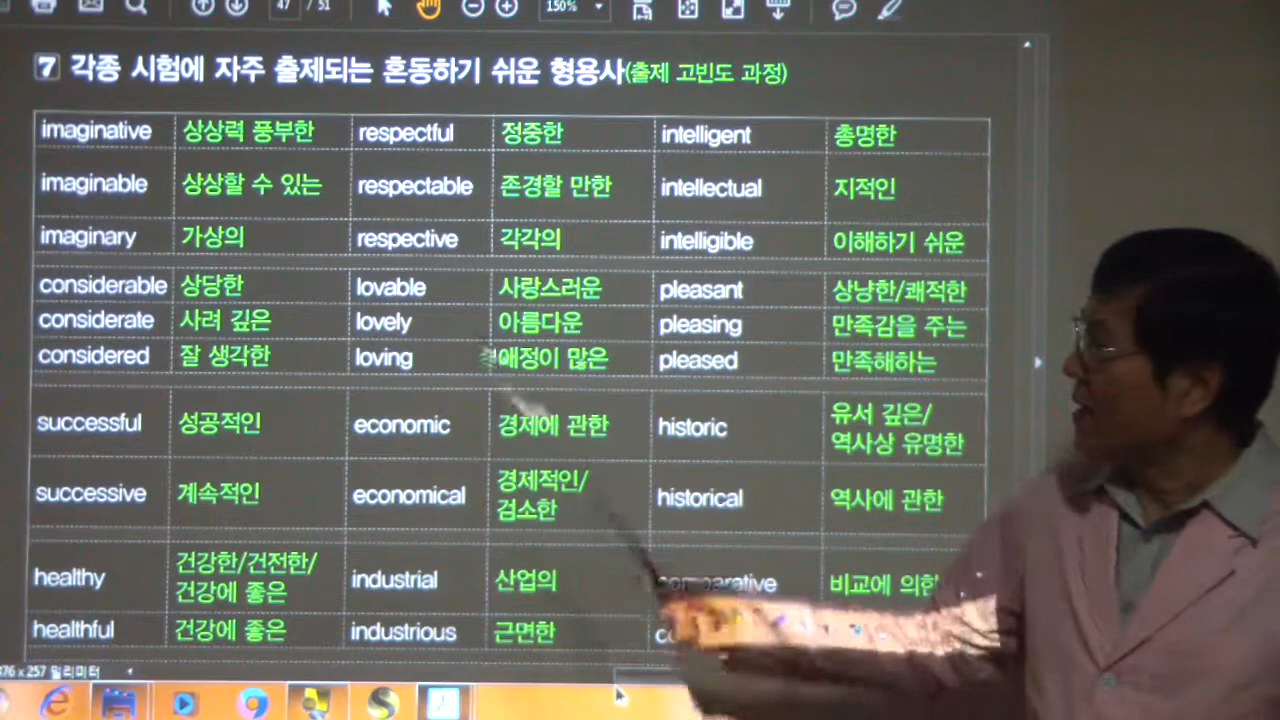 47 / 51
150%
7 각종 시험에 자주 출제되는 혼동하기 쉬운 형용사(출제 고빈도 과정)
imaginative 상상력 풍부한 respectful 정중한 intelligent 총명한
imaginable 상상할 수 있는 respectable 존경할 만한 intellectual 지적인
imaginary 가상의 respective 각각의 intelligible 이해하기 쉬운
considerable 상당한 lovable 사랑스러운 pleasant 상냥한/쾌적한
considerate 사려 깊은 lovely 아름다운 pleasing 만족감을 주는
considered 잘 생각한 loving 애정이 많은 pleased 만족해하는
successful 성공적인 economic 경제에 관한 historic 유서 깊은/
역사상 유명한
successive 계속적인 economical 경제적인/
검소한 historical 역사에 관한
healthy 건강한/건전한/
건강에 좋은 industrial 산업의 comparative 비교에 의한
healthful 건강에 좋은 industrious 근면한
x 257 밀리미터